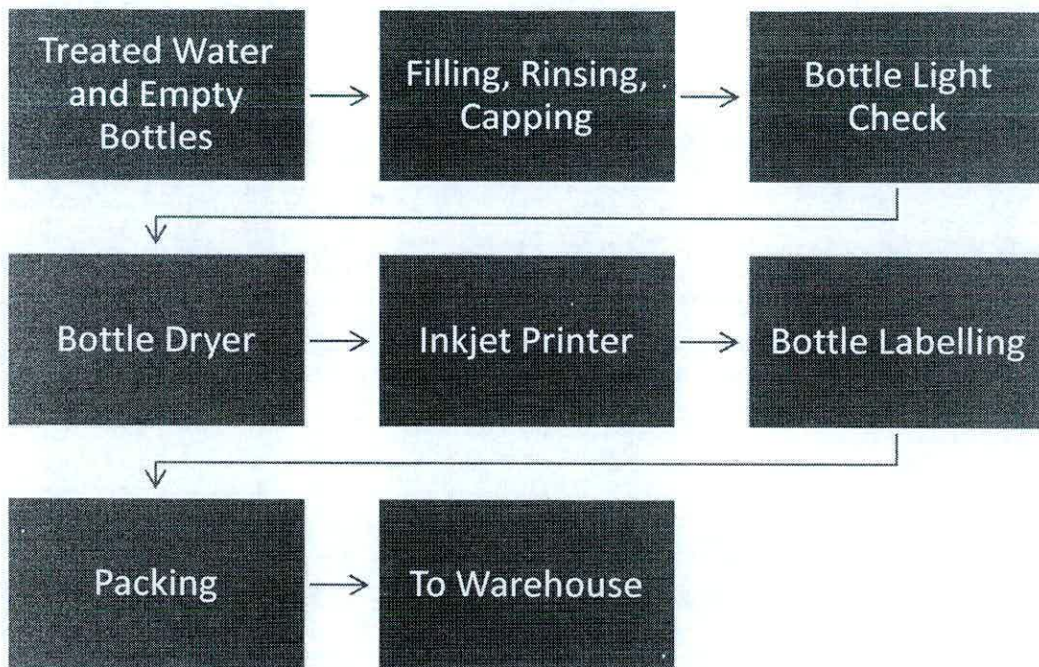 Treated Water
and Empty
Bottles
Filling, Rinsing,
Capping
Bottle Light
Check
Bottle Dryer
Inkjet Printer
Bottle Labelling
Packing
To Warehouse